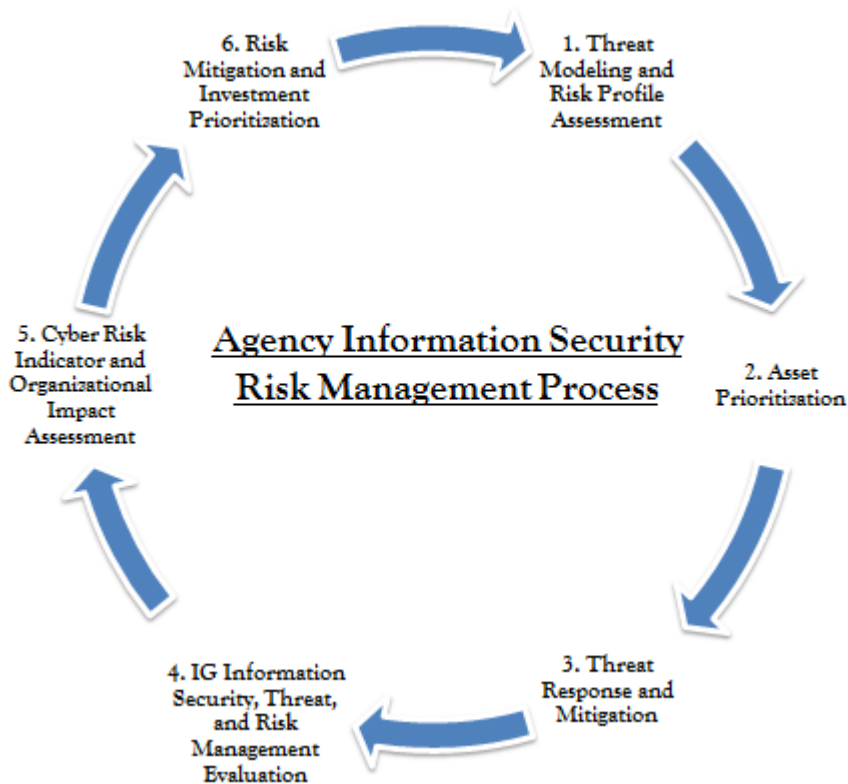 6. Risk
Mitigation and
Investment
Prioritization
1. Threat
Modeling and
Risk Profile
Assessment
5. Cyber Risk
Indicator and
Organizational
Impact
Assessment
Agency Information Security
Risk Management Process
2. Asset
Prioritization
4. IG Information
Security, Threat,
and Risk
Management
Evaluation
3. Threat
Response and
Mitigation